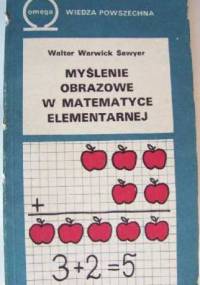 omega
WIEDZA POWSZECHNA
Walter Warwick Sawyer
MYŚLENIE
OBRAZOWE
W MATEMATYCE
ELEMENTARNEJ
+
3+2=5